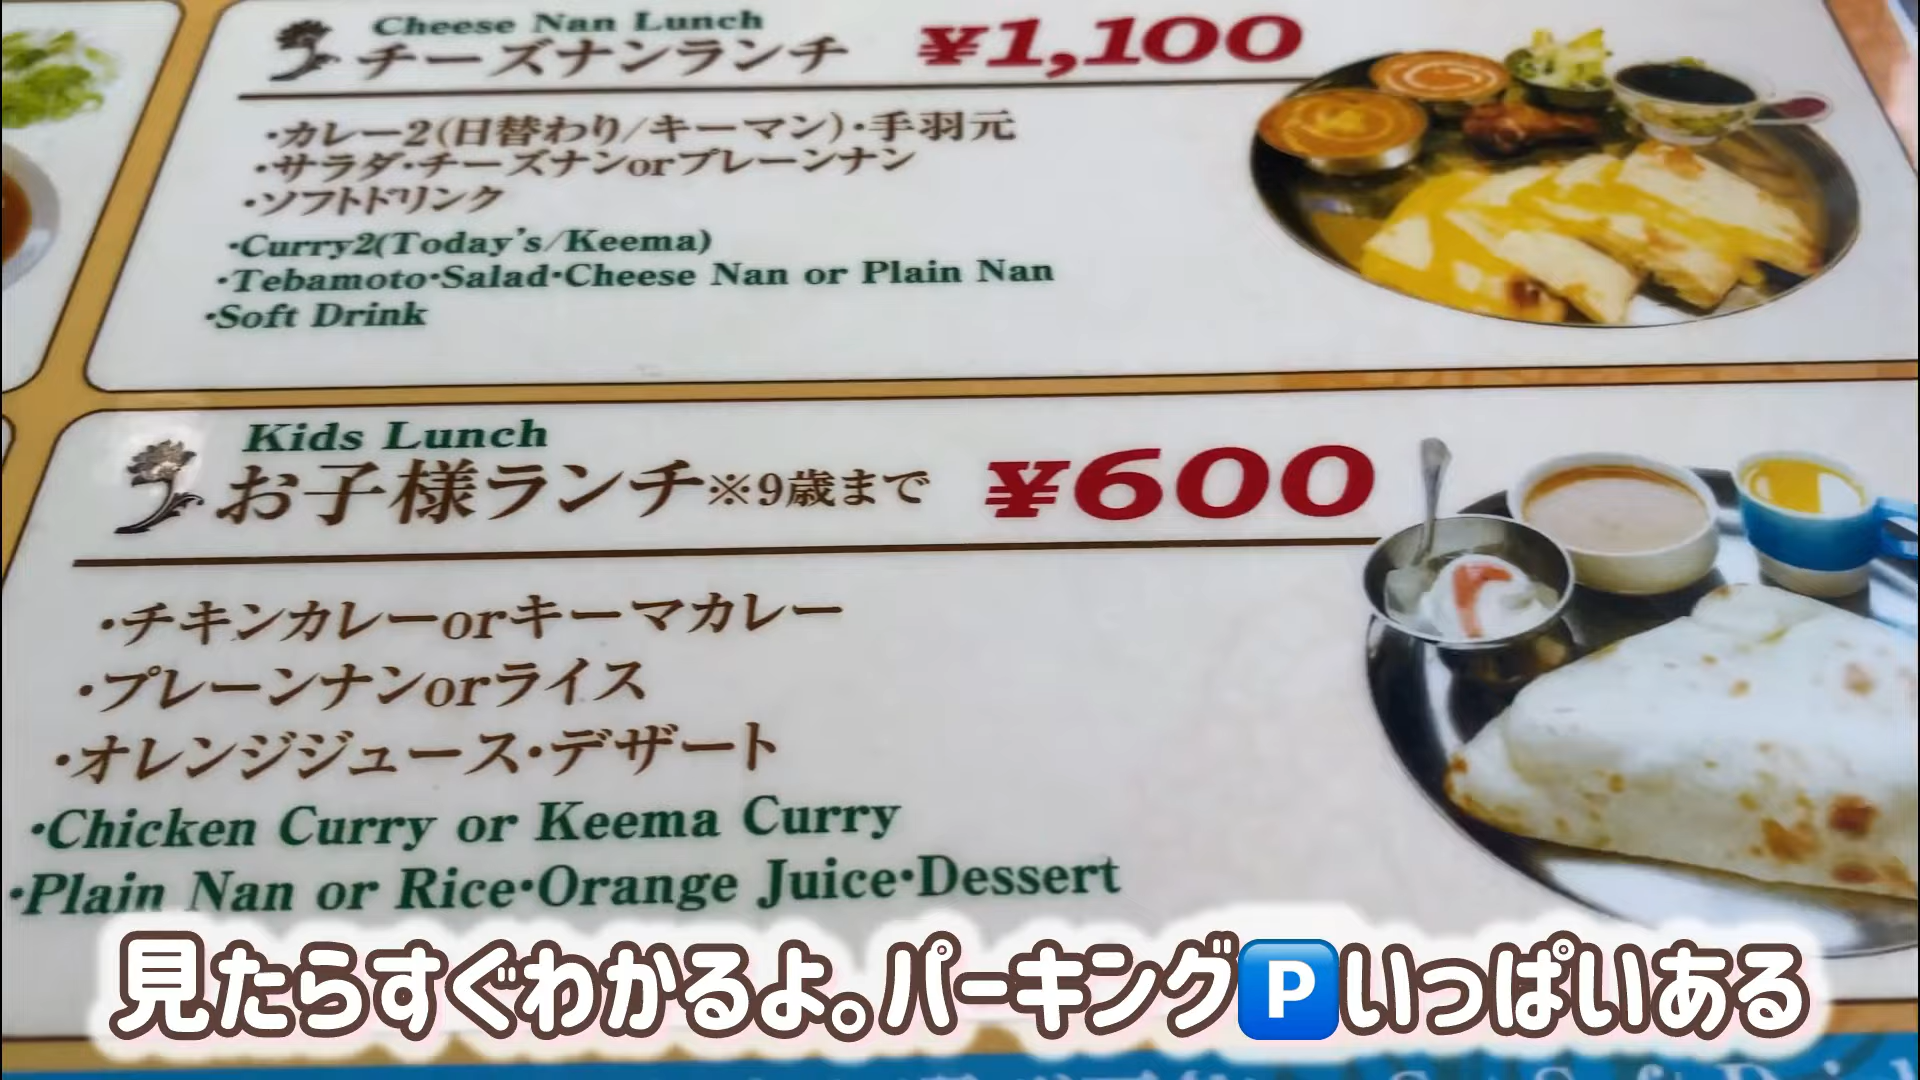 Cheese Nan Lunch
チーズナンランチ ¥1,100
・カレー2(日替わり/キーマン)・手羽元
・サラダ・チーズナンorプレーンナン
・ソフトドリンク
・Curry2(Today's/Keema)
・Tebamoto・Salad・Cheese Nan or Plain Nan
・Soft Drink
Kids Lunch
お子様ランチ※9歳まで ¥600
・チキンカレーorキーマカレー
・プレーンナンorライス
・オレンジジュース・デザート
・Chicken Curry or Keema Curry
・Plain Nan or Rice・Orange Juice・Dessert
見たらすぐわかるよ。パーキング🅿️いっぱいある